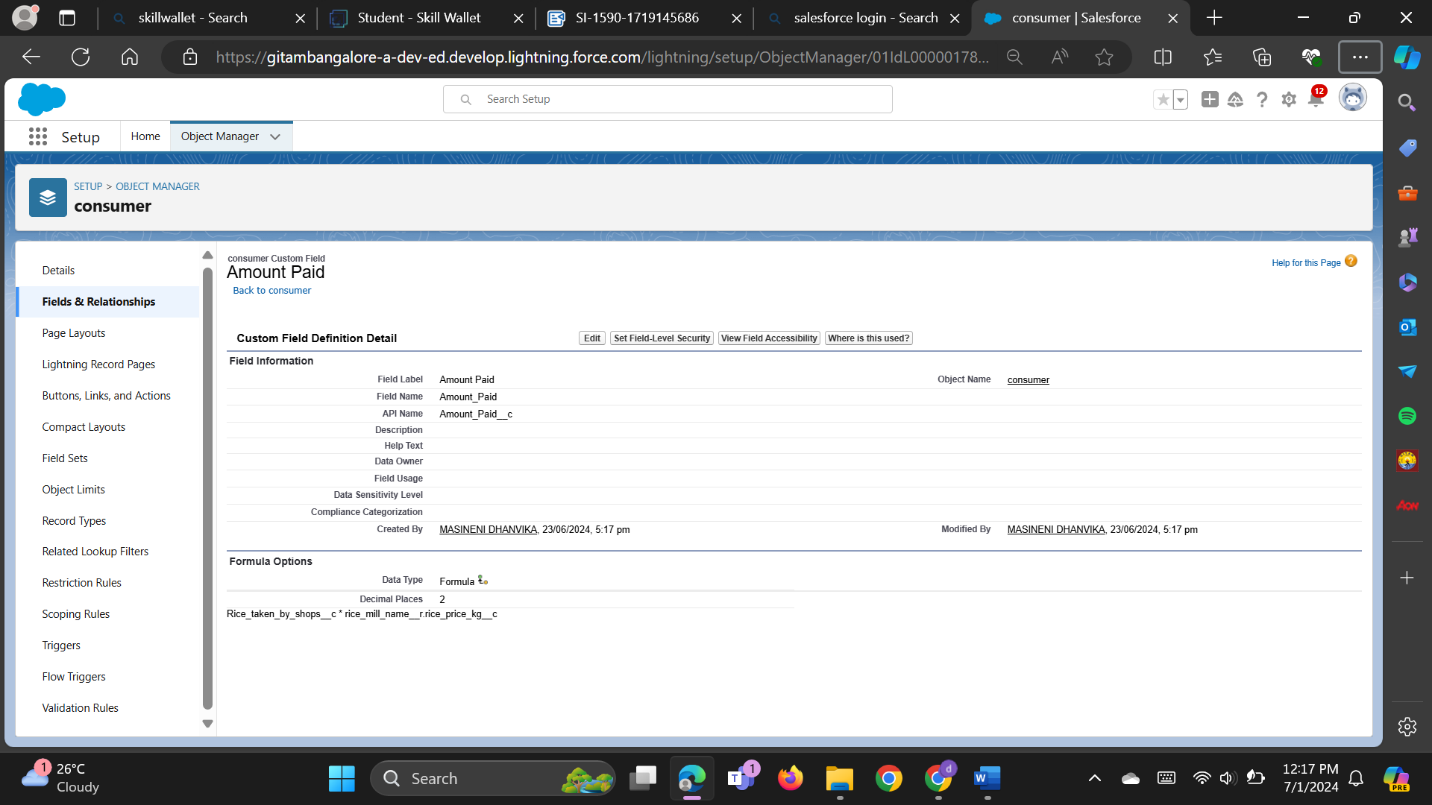 skillwallet - Search
Student - Skill Wallet
SI-1590-1719145686
salesforce login - Search
consumer | Salesforce
https://gitambangalore-a-dev-ed.develop.lightning.force.com/lightning/setup/ObjectManager/01IdL00000178...
Search Setup
12
Setup
Home
Object Manager
SETUP > OBJECT MANAGER
consumer
Details
Fields & Relationships
Page Layouts
Lightning Record Pages
Buttons, Links, and Actions
Compact Layouts
Field Sets
Object Limits
Record Types
Related Lookup Filters
Restriction Rules
Scoping Rules
Triggers
Flow Triggers
Validation Rules
consumer Custom Field
Amount Paid
Back to consumer
Help for this Page
Custom Field Definition Detail
Edit Set Field-Level Security View Field Accessibility Where is this used?
Field Information
Field Label Amount Paid Object Name consumer
Field Name Amount_Paid
API Name Amount_Paid__c
Description
Help Text
Data Owner
Field Usage
Data Sensitivity Level
Compliance Categorization
Created By MASINENI DHANVIKA, 23/06/2024, 5:17 pm Modified By MASINENI DHANVIKA, 23/06/2024, 5:17 pm
Formula Options
Data Type Formula
Decimal Places 2
Rice_taken_by_shops__c * rice_mill_name__r.rice_price_kg__c
AON
1
26°C
Cloudy
Search
T
1
d
W
12:17 PM
7/1/2024
PRE